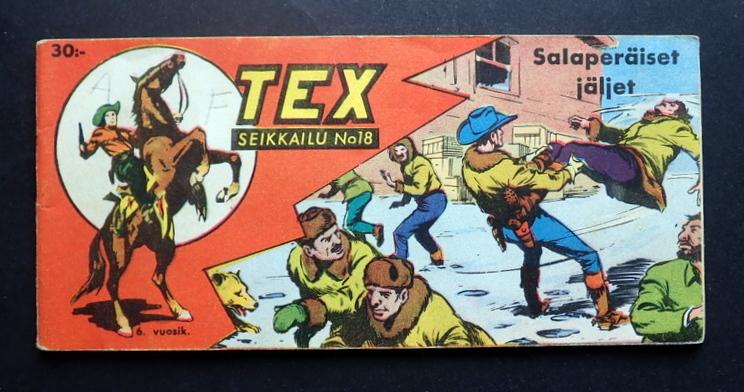 30:-
TEX
SEIKKAILU No18
Salaperäiset
jäljet
A F
6. vuosik.